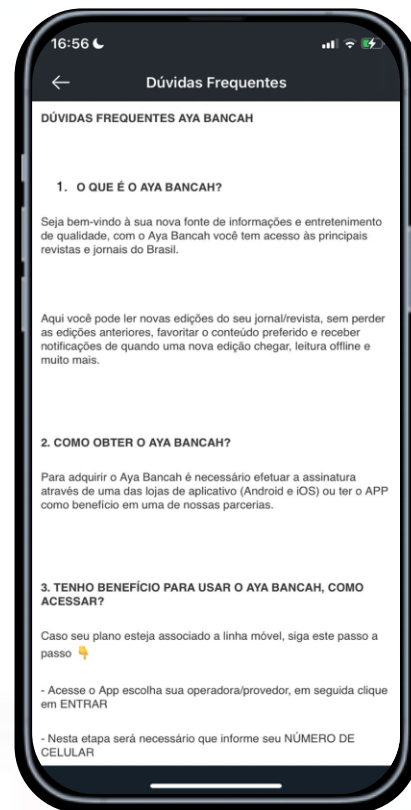 16:56
Dúvidas Frequentes
DÚVIDAS FREQUENTES AYA BANCAH
1. O QUE É O AYA BANCAH?
Seja bem-vindo à sua nova fonte de informações e entretenimento
de qualidade, com o Aya Bancah você tem acesso às principais
revistas e jornais do Brasil.
Aqui você pode ler novas edições do seu jornal/revista, sem perder
as edições anteriores, favoritar o conteúdo preferido e receber
notificações de quando uma nova edição chegar, leitura offline e
muito mais.
2. COMO OBTER O AYA BANCAH?
Para adquirir o Aya Bancah é necessário efetuar a assinatura
através de uma das lojas de aplicativo (Android e iOS) ou ter o APP
como benefício em uma de nossas parcerias.
3. TENHO BENEFÍCIO PARA USAR O AYA BANCAH, COMO
ACESSAR?
Caso seu plano esteja associado a linha móvel, siga este passo a
passo 👇
- Acesse o App escolha sua operadora/provedor, em seguida clique
em ENTRAR
- Nesta etapa será necessário que informe seu NÚMERO DE
CELULAR